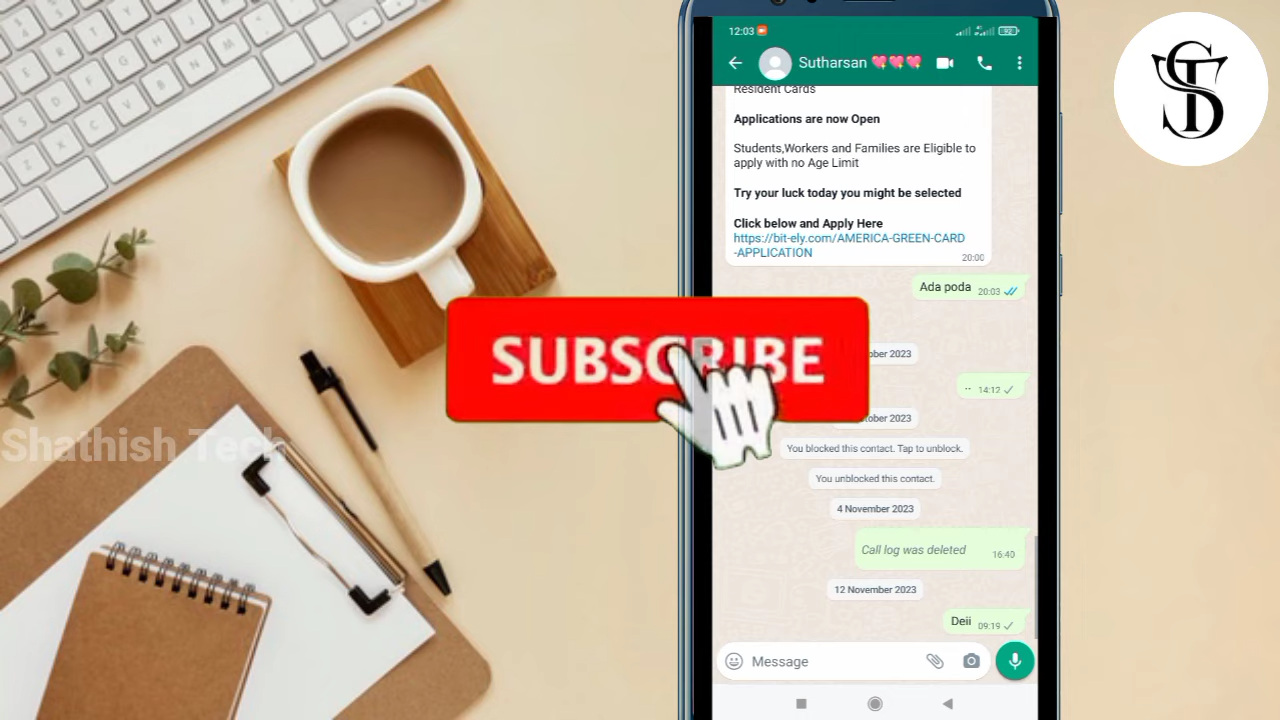 12:03
Sutharsan
Resident Cards
Applications are now Open
Students,Workers and Families are Eligible to
apply with no Age Limit
Try your luck today you might be selected
Click below and Apply Here
https://bit-ely.com/AMERICA-GREEN-CARD
-APPLICATION
20:00
Ada poda 20:03
2023
.. 14:12
2023
You blocked this contact. Tap to unblock.
You unblocked this contact.
4 November 2023
Call log was deleted 16:40
12 November 2023
Deii 09:19
Message
SUBSCRIBE
Shathish Tech
ST